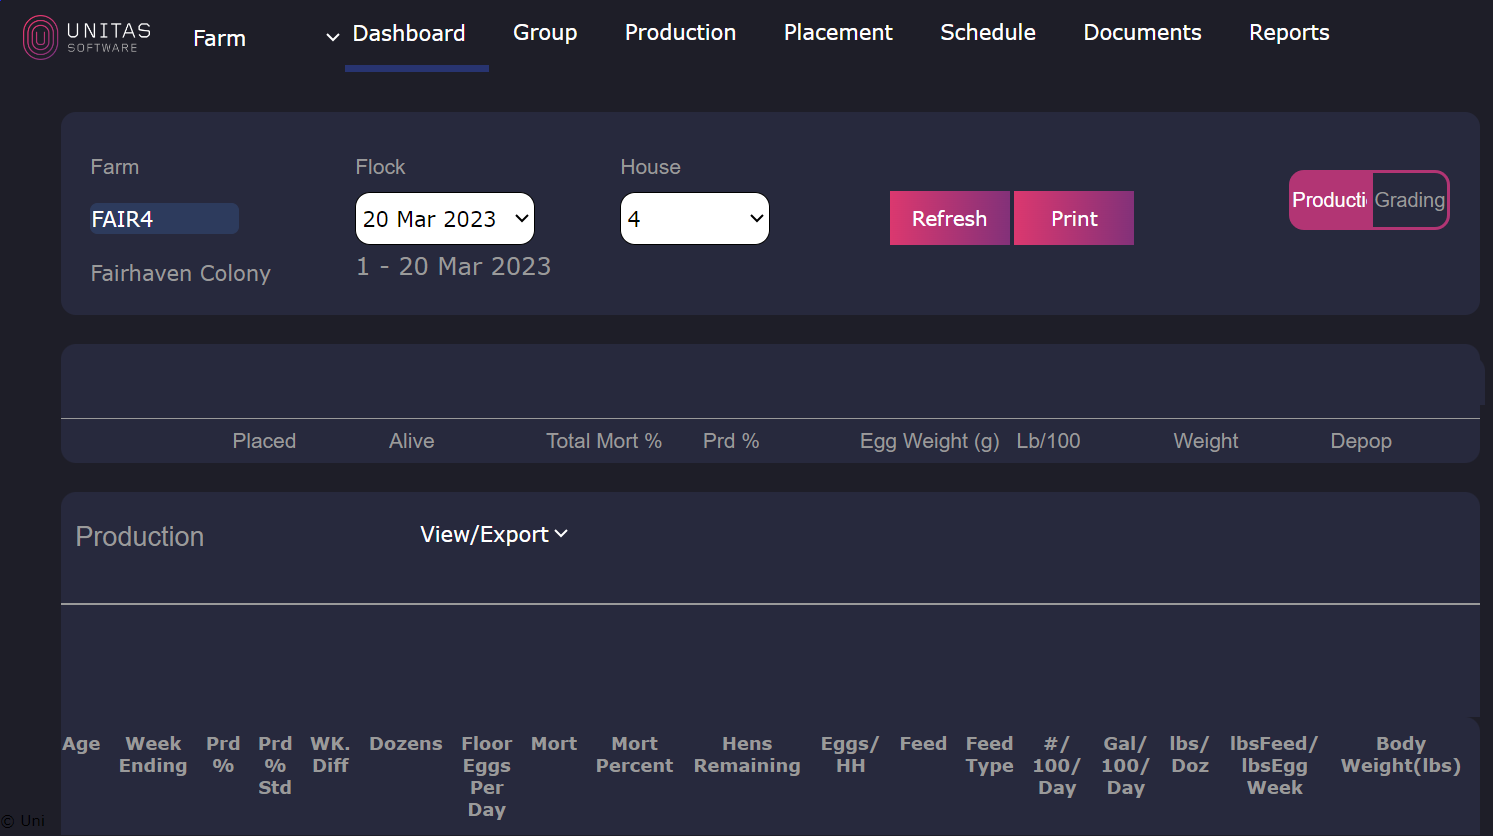 UNITAS
SOFTWARE
Farm
Dashboard
Group
Production
Placement
Schedule
Documents
Reports
Farm
Flock
House
FAIR4
20 Mar 2023
4
Refresh
Print
Producti
Grading
Fairhaven Colony
1 - 20 Mar 2023
Placed
Alive
Total Mort %
Prd %
Egg Weight (g)
Lb/100
Weight
Depop
Production
View/Export
Age
Week
Ending
Prd
%
Prd
%
Std
WK.
Diff
Dozens
Floor
Eggs
Per
Day
Mort
Mort
Percent
Hens
Remaining
Eggs/
HH
Feed
Feed
Type
#/
100/
Day
Gal/
100/
Day
lbs/
Doz
lbsFeed/
lbsEgg
Week
Body
Weight(lbs)
© Uni